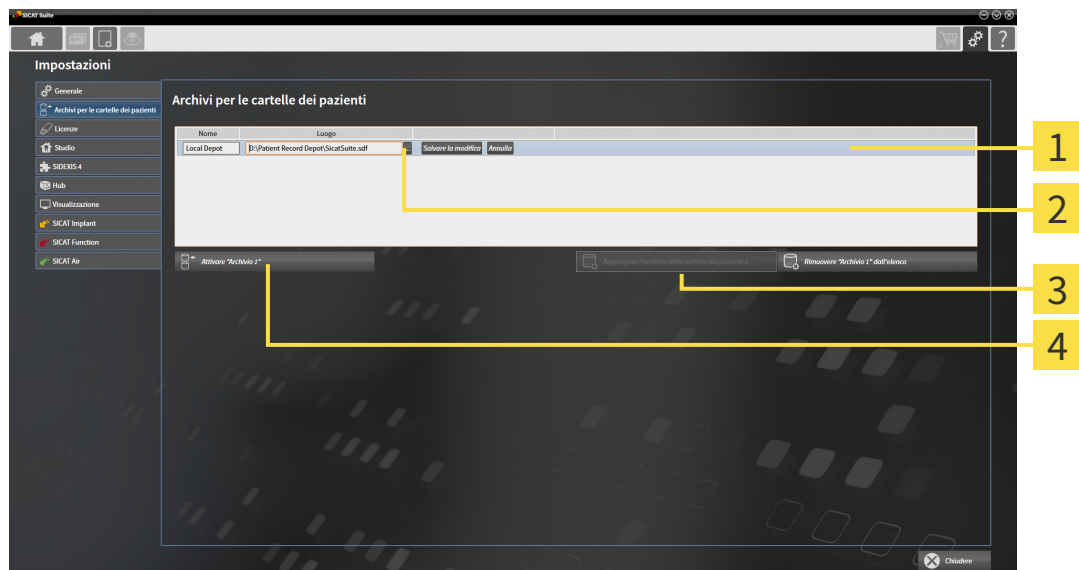 SICAT Suite
?
Impostazioni
Generale
Archivi per le cartelle dei pazienti
Licenze
Studio
SIDEXIS 4
Hub
Visualizzazione
SICAT Implant
SICAT Function
SICAT Air
Archivi per le cartelle dei pazienti
Nome Luogo
Local Depot D:\Patient Record Depot\SicatSuite.sdf ... Salvare la modifica Annulla
Attivare "Archivio 1"
Aggiungere l'archivio delle cartelle dei pazienti a...
Rimuovere "Archivio 1" dall'elenco
Chiudere
1
2
3
4